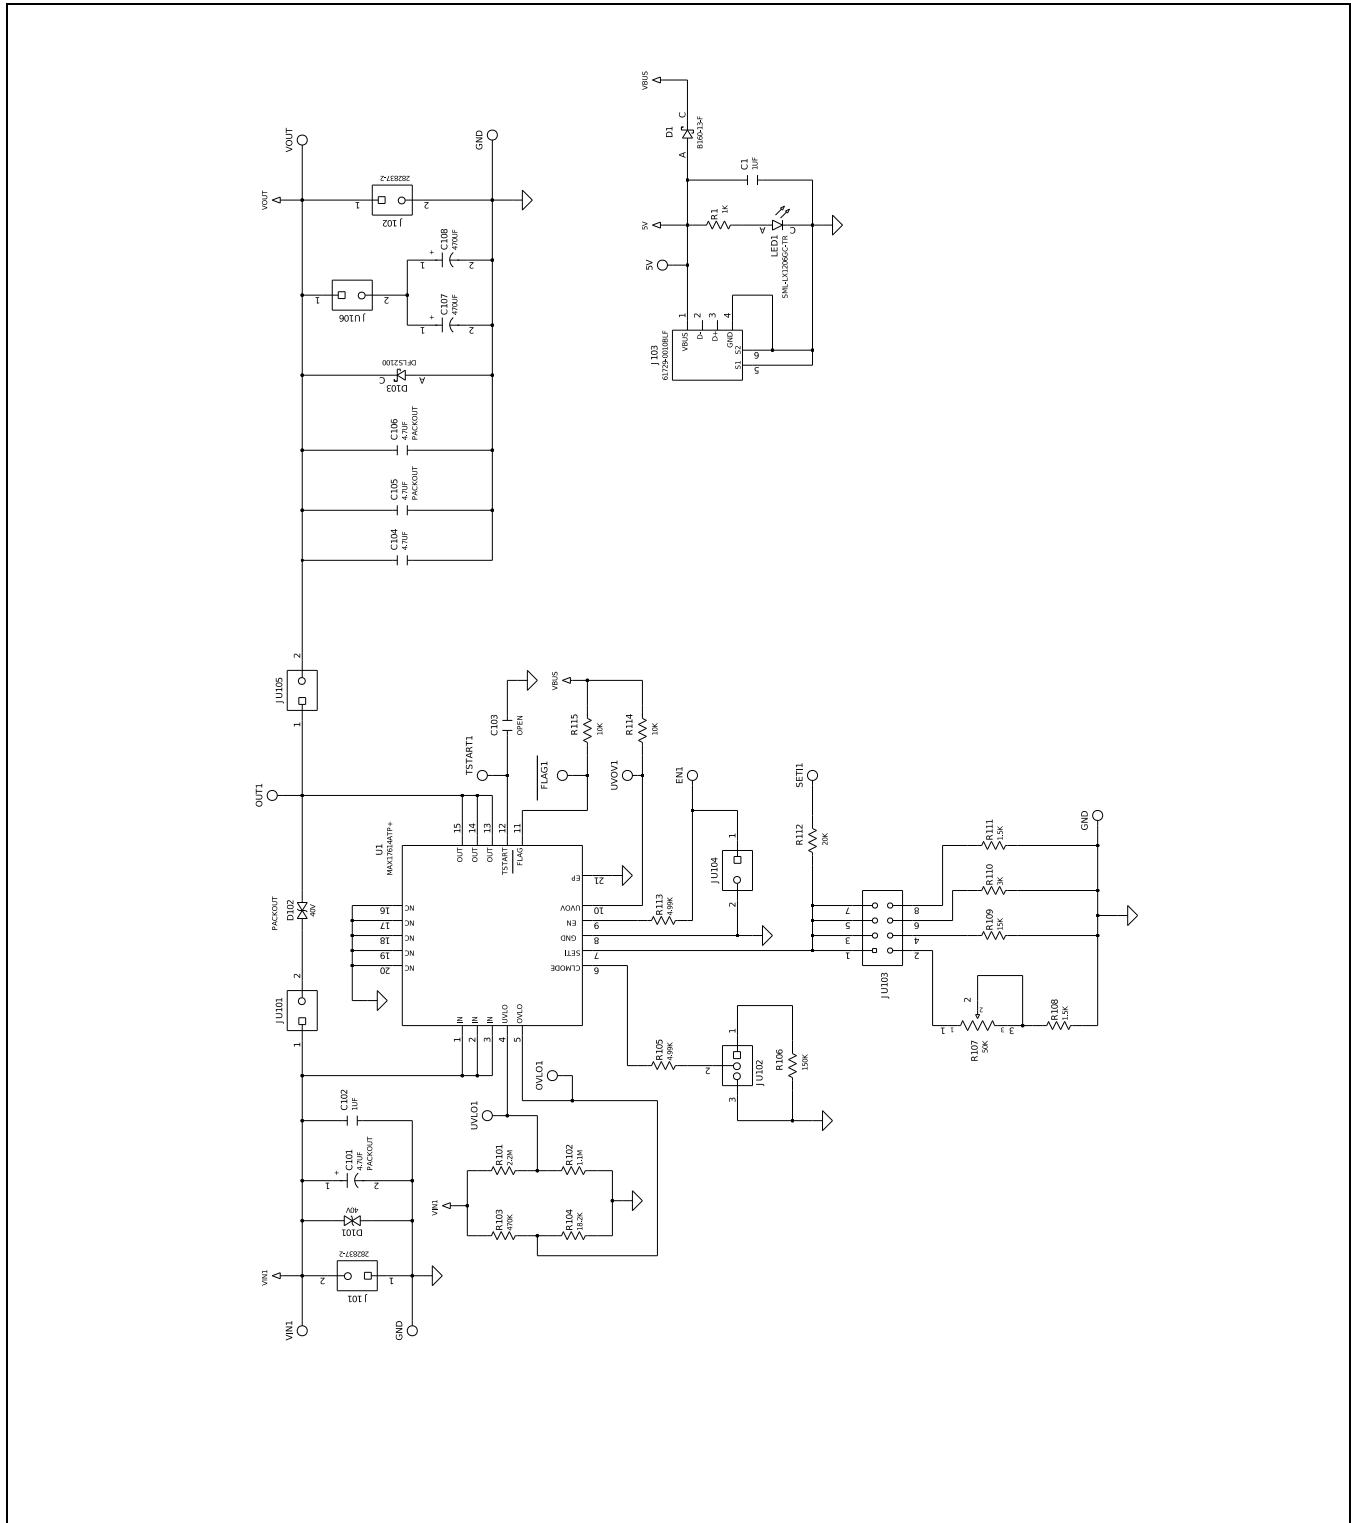 VBUS
D1
C
A
B160-13-F
C1
1UF
5V
5V
R1
1K
A
C
LED1
SML-LX1206GC-TR
J103
61729-0010BLF
VBUS
D-
D+
GND
S1
S2
1
2
3
4
5
6
VOUT
GND
VOUT
1
2
282837-2
J102
C108
470UF
+
1
2
JU106
1
2
C107
470UF
+
1
2
DFLS2100
C
A
D103
C106
4.7UF
PACKOUT
C105
4.7UF
PACKOUT
C104
4.7UF
JU105
1
2
OUT1
TSTART1
C103
OPEN
VBUS
FLAG1
R115
10K
UVOV1
R114
10K
EN1
SETI1
R112
20K
U1
MAX17614ATP+
15
14
13
12
11
OUT
OUT
OUT
TSTART
FLAG
EP
21
UVOV
10
EN
9
GND
8
SETI
7
CLMODE
6
NC
16
NC
17
NC
18
NC
19
NC
20
IN
IN
IN
UVLO
OVLO
1
2
3
4
5
R113
4.99K
JU104
1
2
JU103
7
5
3
1
8
6
4
2
R111
1.5K
R110
3K
R109
15K
GND
R107
50K
1
1
2
2
3
3
R108
1.5K
PACKOUT
D102
40V
JU101
1
2
R105
4.99K
JU102
1
2
3
R106
150K
OVLO1
UVLO1
R101
2.2M
R102
1.1M
R103
470K
R104
18.2K
VIN1
C102
1UF
C101
4.7UF
PACKOUT
+
1
2
40V
D101
282837-2
J101
2
1
VIN1
VIN1
GND